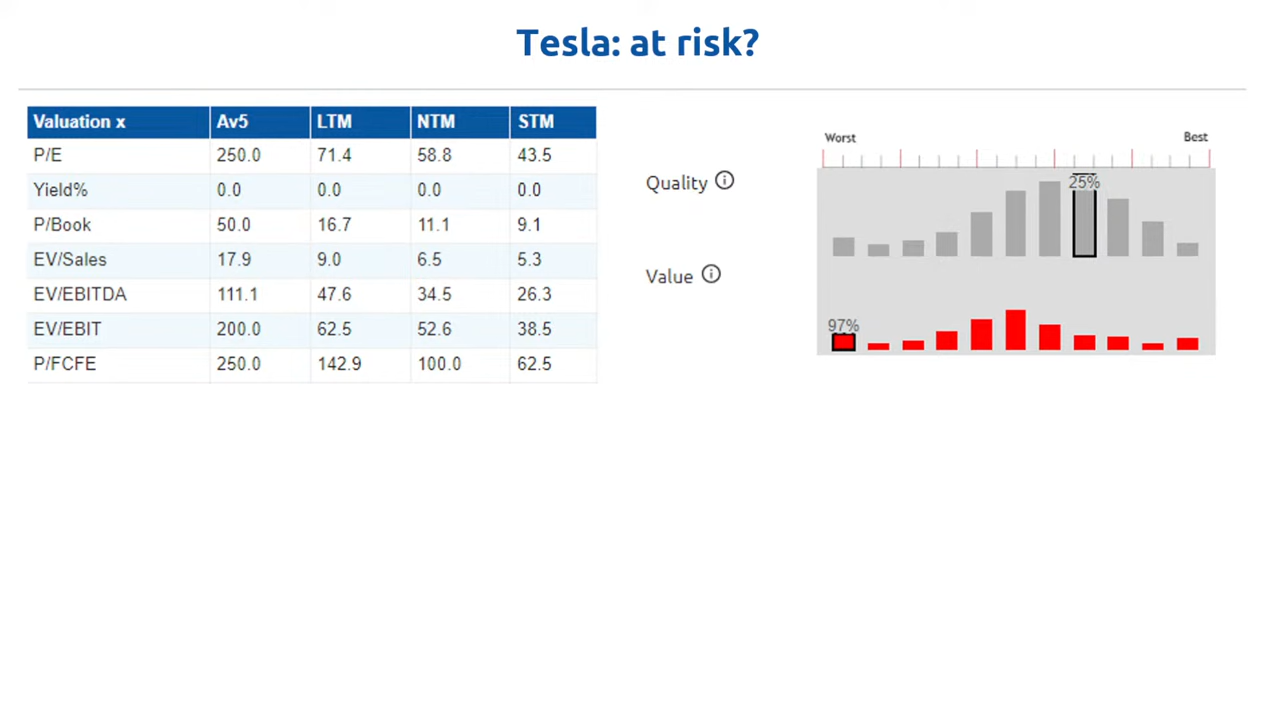 Tesla: at risk?
Valuation x Av5 LTM NTM STM
P/E 250.0 71.4 58.8 43.5
Yield% 0.0 0.0 0.0 0.0
P/Book 50.0 16.7 11.1 9.1
EV/Sales 17.9 9.0 6.5 5.3
EV/EBITDA 111.1 47.6 34.5 26.3
EV/EBIT 200.0 62.5 52.6 38.5
P/FCFE 250.0 142.9 100.0 62.5
Worst Best
Quality 25%
Value
97%